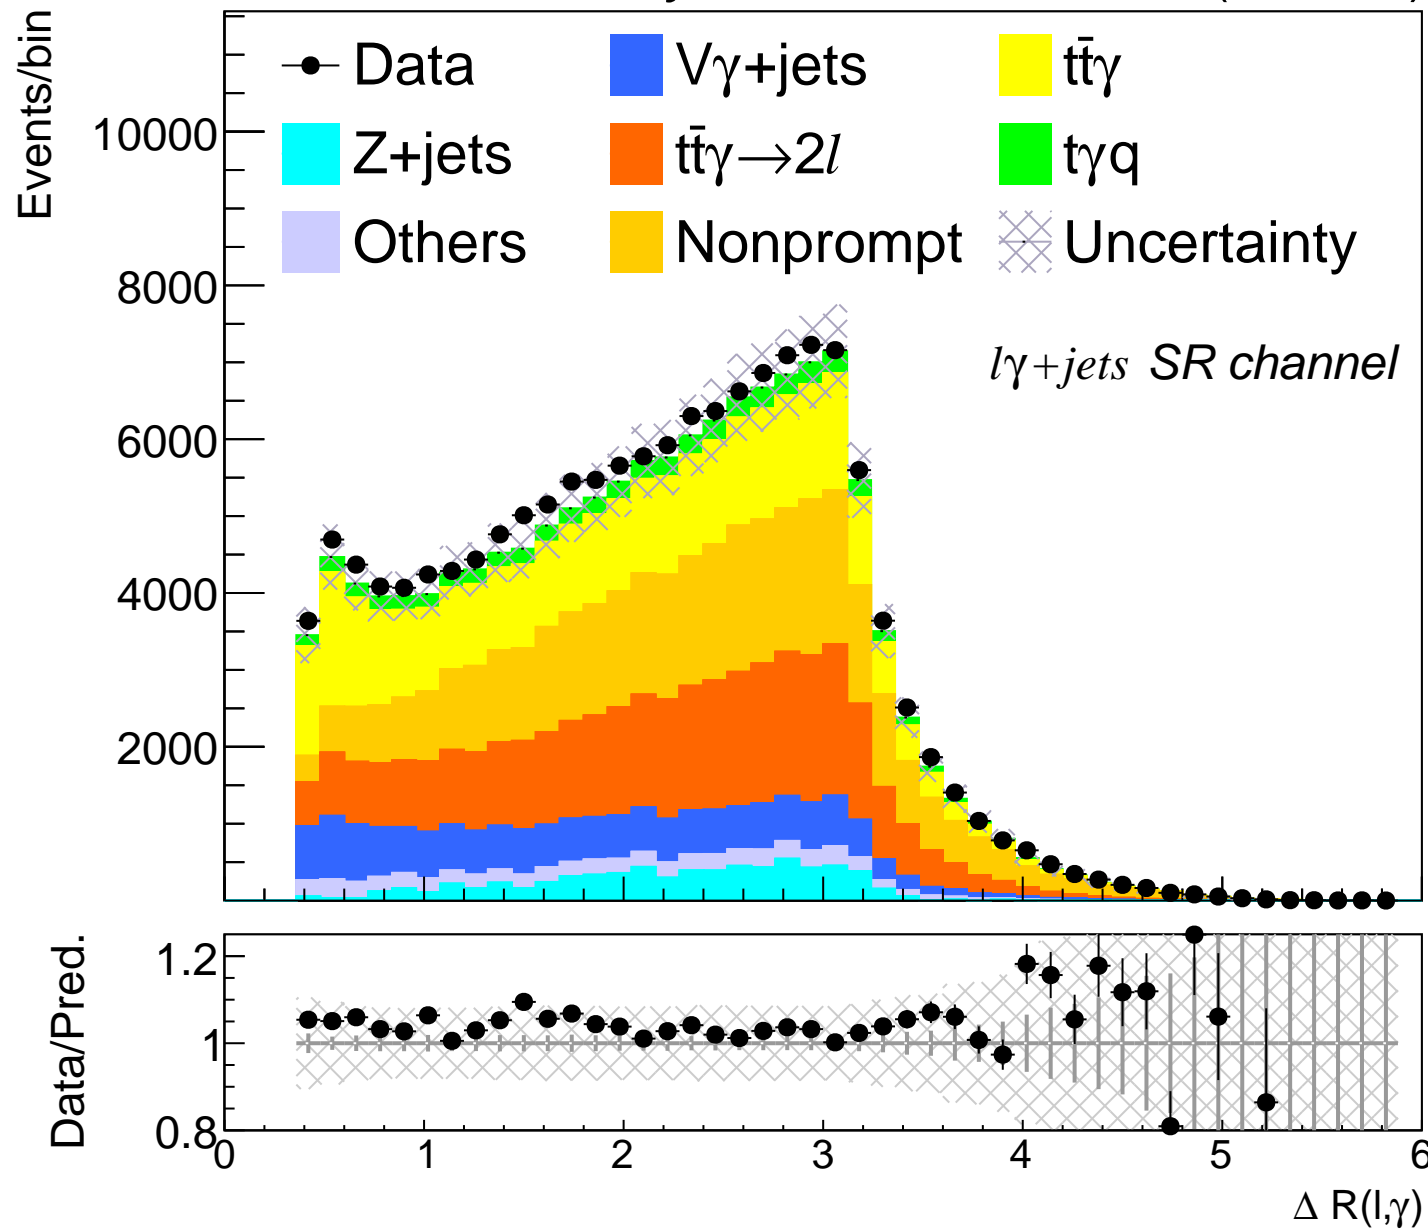 Events/bin
Data
Vγ+jets
tt̄γ
Z+jets
tt̄γ→2l
tγq
Others
Nonprompt
Uncertainty
lγ+jets SR channel
10000
8000
6000
4000
2000
Data/Pred.
1.2
1
0.8
0 1 2 3 4 5 6
Δ R(l,γ)